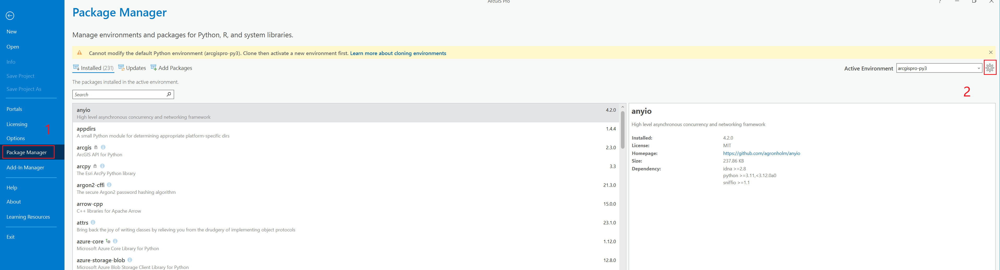 ArcGIS Pro
?
New
Open
Info
Save Project
Save Project As
Portals
Licensing
1
Options
Package Manager
Add-In Manager
Help
About
Learning Resources
Exit
Package Manager
Manage environments and packages for Python, R, and system libraries.
Cannot modify the default Python environment (arcgispro-py3). Clone then activate a new environment first. Learn more about cloning environments
Installed (231) Updates Add Packages
Active Environment arcgispro-py3
The packages installed in the active environment.
2
Search
anyio 4.2.0
High level asynchronous concurrency and networking framework
appdirs 1.4.4
A small Python module for determining appropriate platform-specific dirs
arcgis 2.3.0
ArcGIS API for Python
arcpy 3.3
The Esri ArcPy Python library
argon2-cffi 21.3.0
The secure Argon2 password hashing algorithm
arrow-cpp 15.0.0
C++ libraries for Apache Arrow
attrs 23.1.0
Bring back the joy of writing classes by relieving you from the drudgery of implementing object protocols
azure-core 1.12.0
Microsoft Azure Core Library for Python
azure-storage-blob 12.8.0
Microsoft Azure Blob Storage Client Library for Python
anyio
High level asynchronous concurrency and networking framework
Installed: 4.2.0
License: MIT
Homepage: https://github.com/agronholm/anyio
Size: 237.86 KB
Dependency: idna >=2.8
python >=3.11,<3.12.0a0
sniffio >=1.1